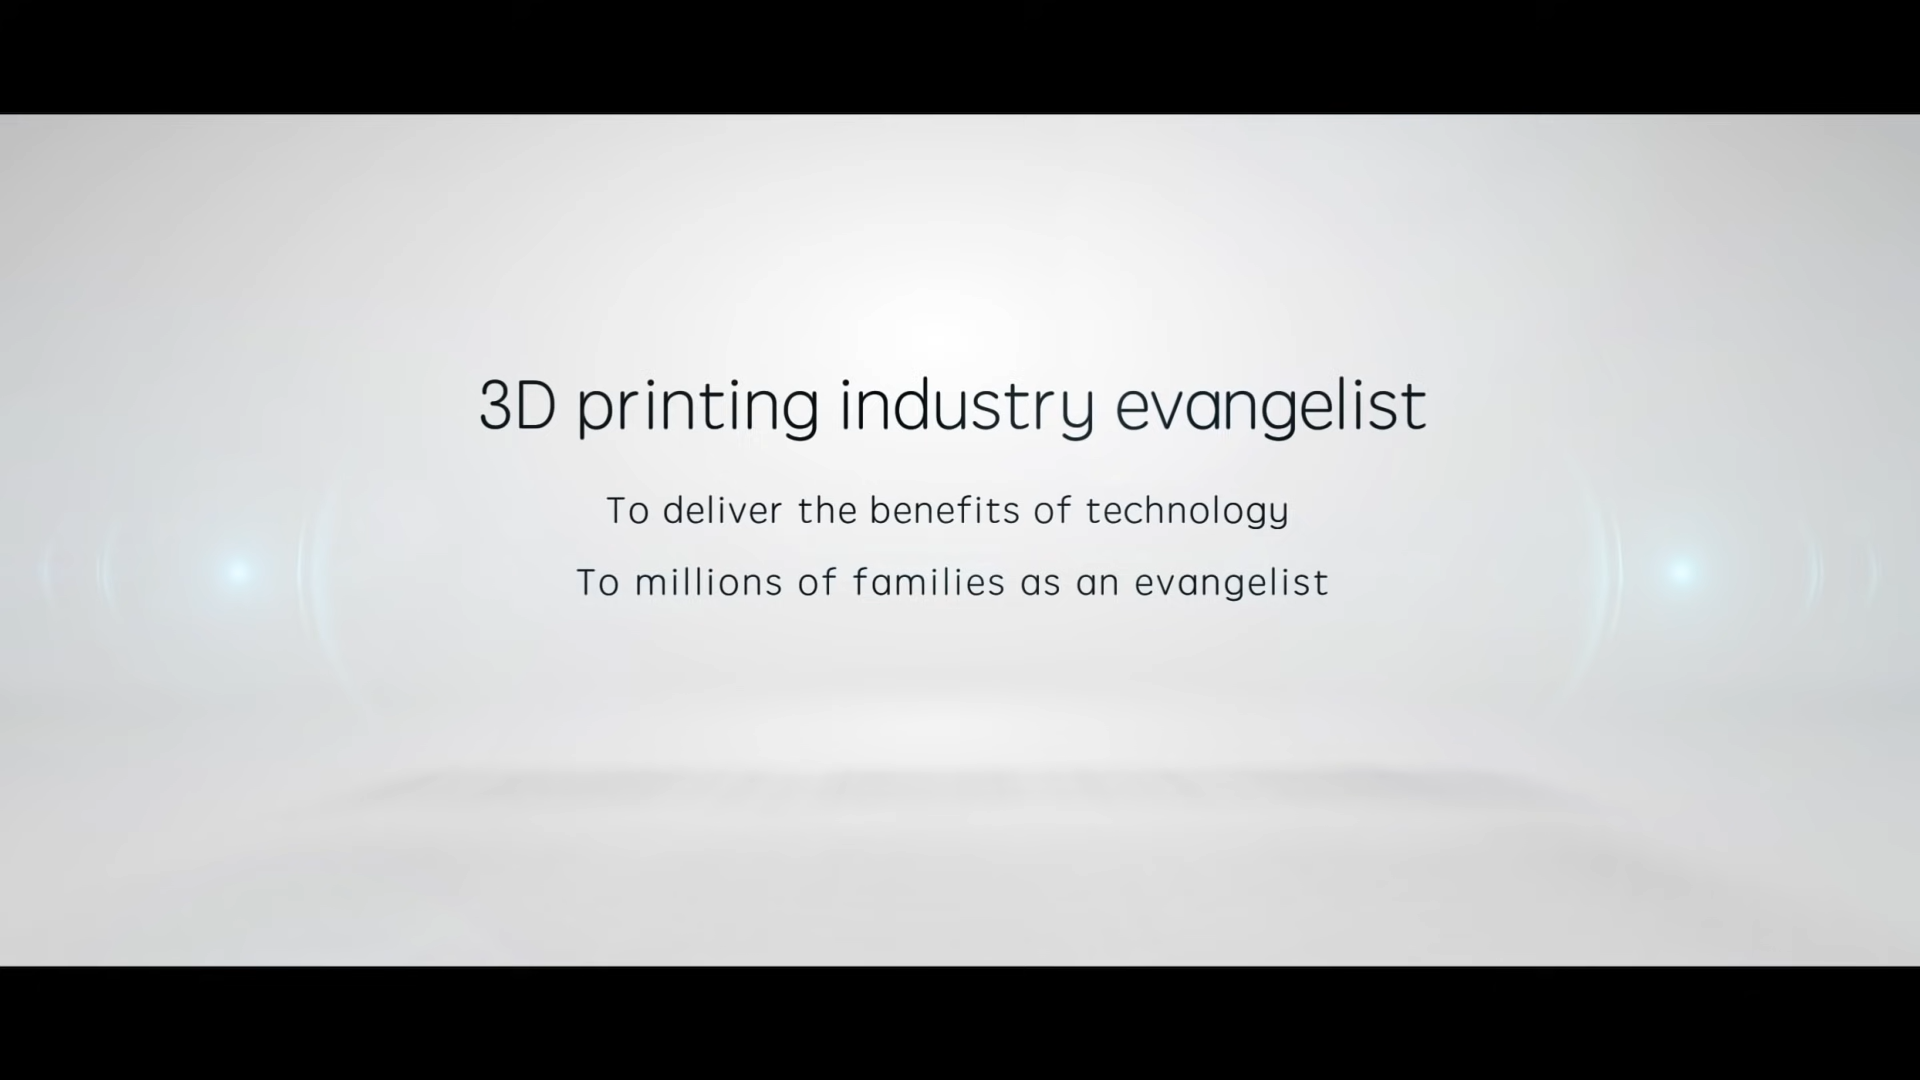 3D printing industry evangelist
To deliver the benefits of technology
To millions of families as an evangelist